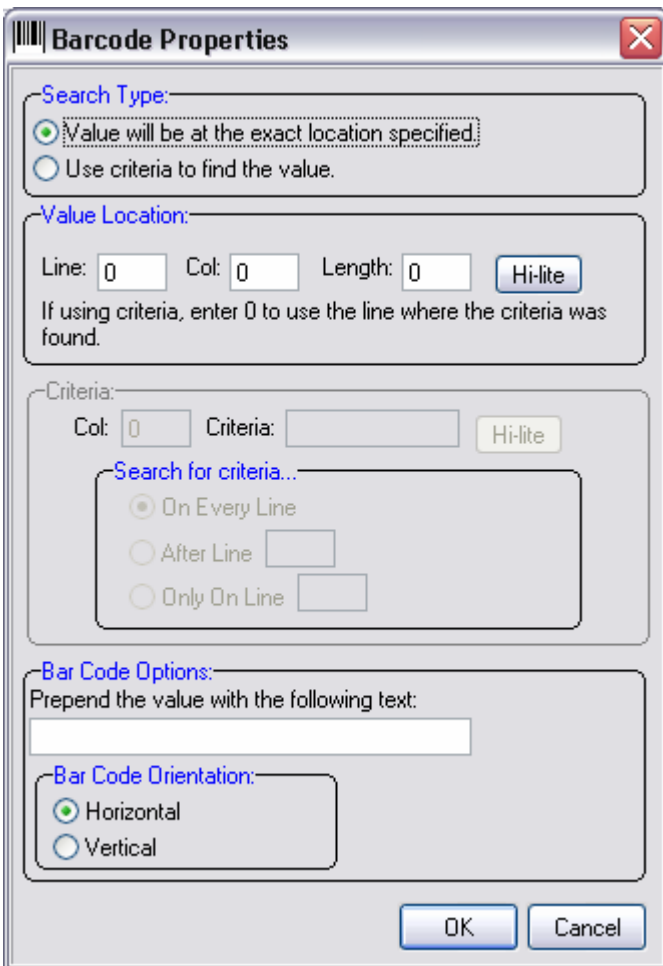 Barcode Properties
Search Type:
Value will be at the exact location specified.
Use criteria to find the value.
Value Location:
Line: 0 Col: 0 Length: 0 Hi-lite
If using criteria, enter 0 to use the line where the criteria was
found.
Criteria:
Col: 0 Criteria: Hi-lite
Search for criteria...
On Every Line
After Line
Only On Line
Bar Code Options:
Prepend the value with the following text:
Bar Code Orientation:
Horizontal
Vertical
OK Cancel